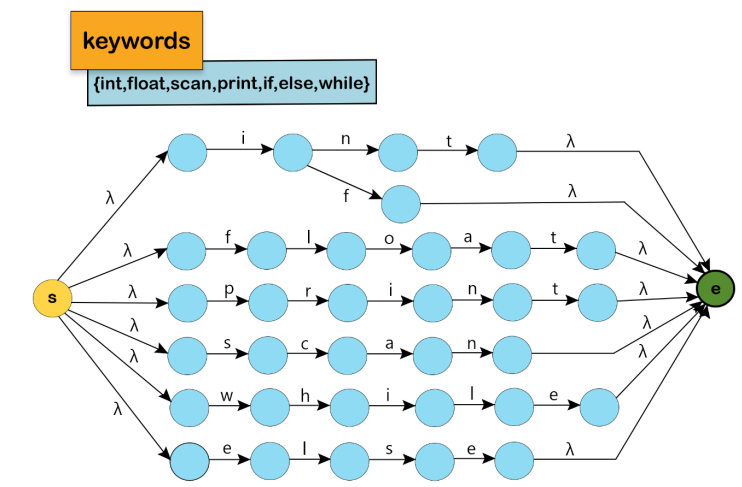 keywords
{int,float,scan,print,if,else,while}
i n t λ
λ f λ
λ f l o a t λ
s λ p r i n t λ e
λ s c a n λ
λ w h i l e λ
λ e l s e λ